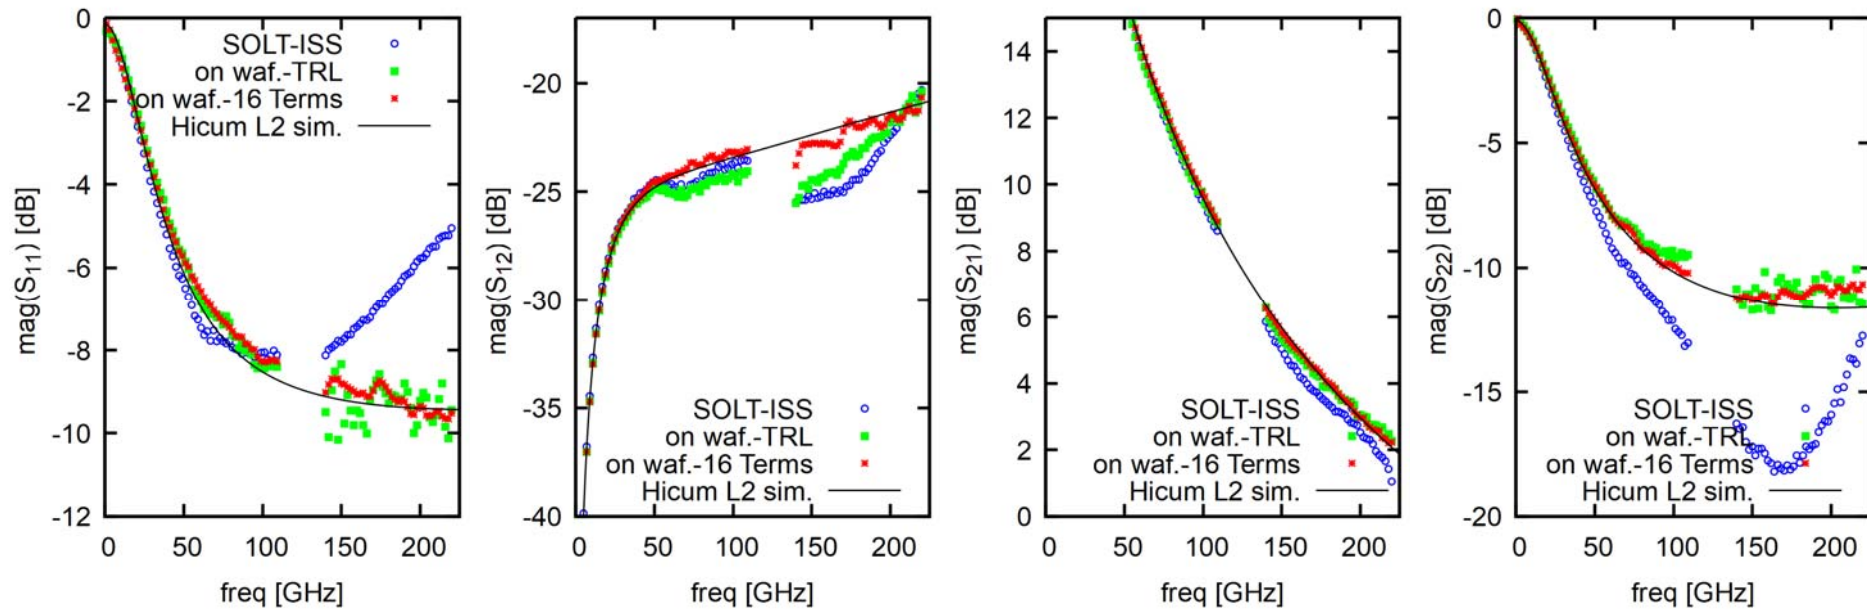 mag(S11) [dB]
0
-2
-4
-6
-8
-10
-12
SOLT-ISS
on waf.-TRL
on waf.-16 Terms
Hicum L2 sim.
0 50 100 150 200
freq [GHz]
mag(S12) [dB]
-20
-25
-30
-35
-40
SOLT-ISS
on waf.-TRL
on waf.-16 Terms
Hicum L2 sim.
0 50 100 150 200
freq [GHz]
mag(S21) [dB]
14
12
10
8
6
4
2
0
SOLT-ISS
on waf.-TRL
on waf.-16 Terms
Hicum L2 sim.
0 50 100 150 200
freq [GHz]
mag(S22) [dB]
0
-5
-10
-15
-20
SOLT-ISS
on waf.-TRL
on waf.-16 Terms
Hicum L2 sim.
0 50 100 150 200
freq [GHz]